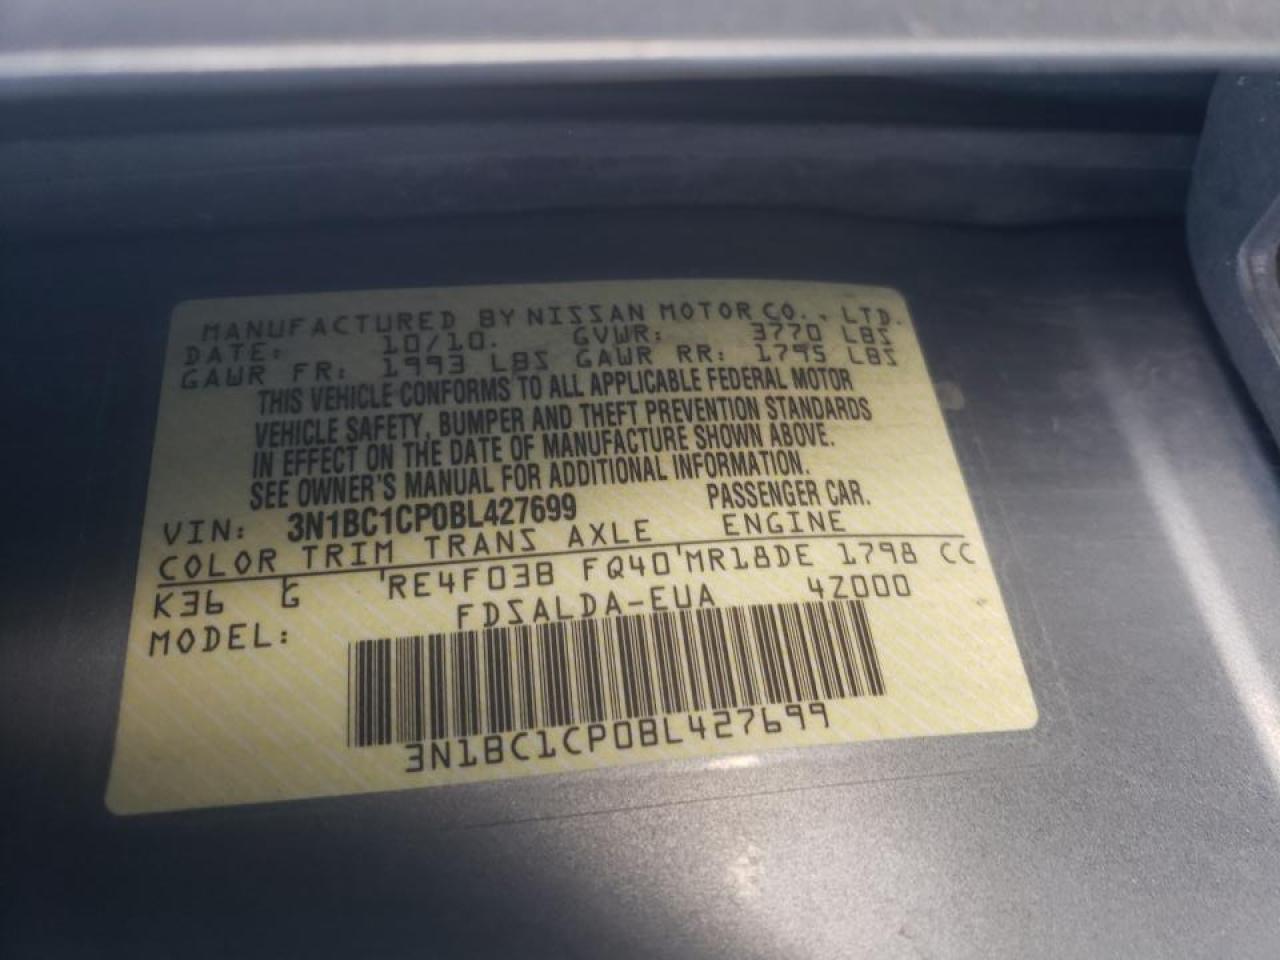 MANUFACTURED BY NISSAN MOTOR CO., LTD.
DATE: 10/10. GVWR: 3770 LBS
GAWR FR: 1993 LBS GAWR RR: 1795 LBS
THIS VEHICLE CONFORMS TO ALL APPLICABLE FEDERAL MOTOR
VEHICLE SAFETY, BUMPER AND THEFT PREVENTION STANDARDS
IN EFFECT ON THE DATE OF MANUFACTURE SHOWN ABOVE.
SEE OWNER'S MANUAL FOR ADDITIONAL INFORMATION.
VIN: 3N1BC1CP0BL427699 PASSENGER CAR.
COLOR TRIM TRANS AXLE ENGINE
K36 G RE4F03B FQ40 MR18DE 1798 CC
MODEL: FDSALDA-EUA 4Z000
3N1BC1CP0BL427699